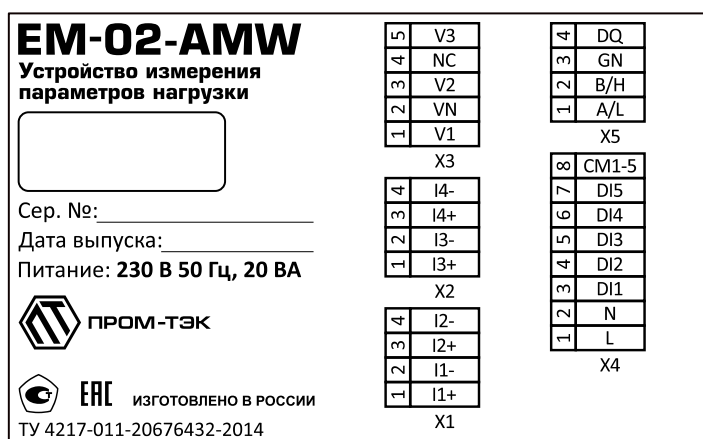 EM-02-AMW
Устройство измерения
параметров нагрузки
Сер. №:
Дата выпуска:
Питание: 230 В 50 Гц, 20 ВА
ПРОМ-ТЭК
ЕАС ИЗГОТОВЛЕНО В РОССИИ
ТУ 4217-011-20676432-2014
5 V3
4 NC
3 V2
2 VN
1 V1
X3
4 I4-
3 I4+
2 I3-
1 I3+
X2
4 I2-
3 I2+
2 I1-
1 I1+
X1
4 DQ
3 GN
2 B/H
1 A/L
X5
8 CM1-5
7 DI5
6 DI4
5 DI3
4 DI2
3 DI1
2 N
1 L
X4